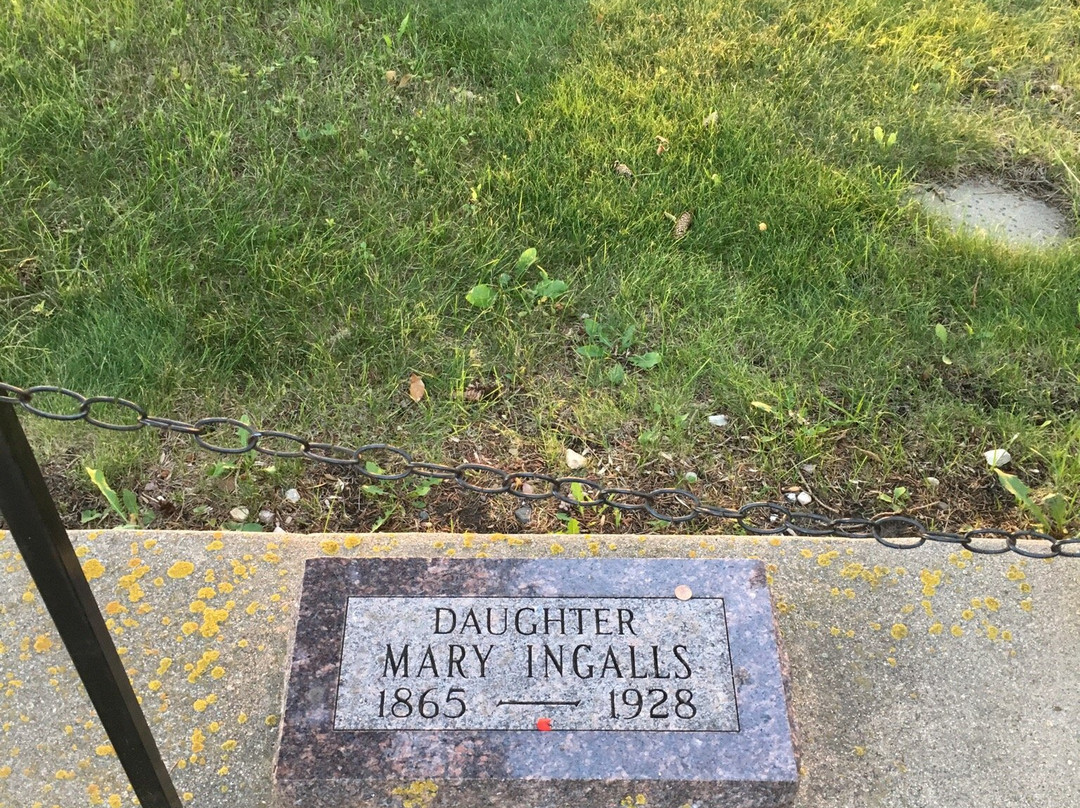 DAUGHTER
MARY INGALLS
1865 — 1928